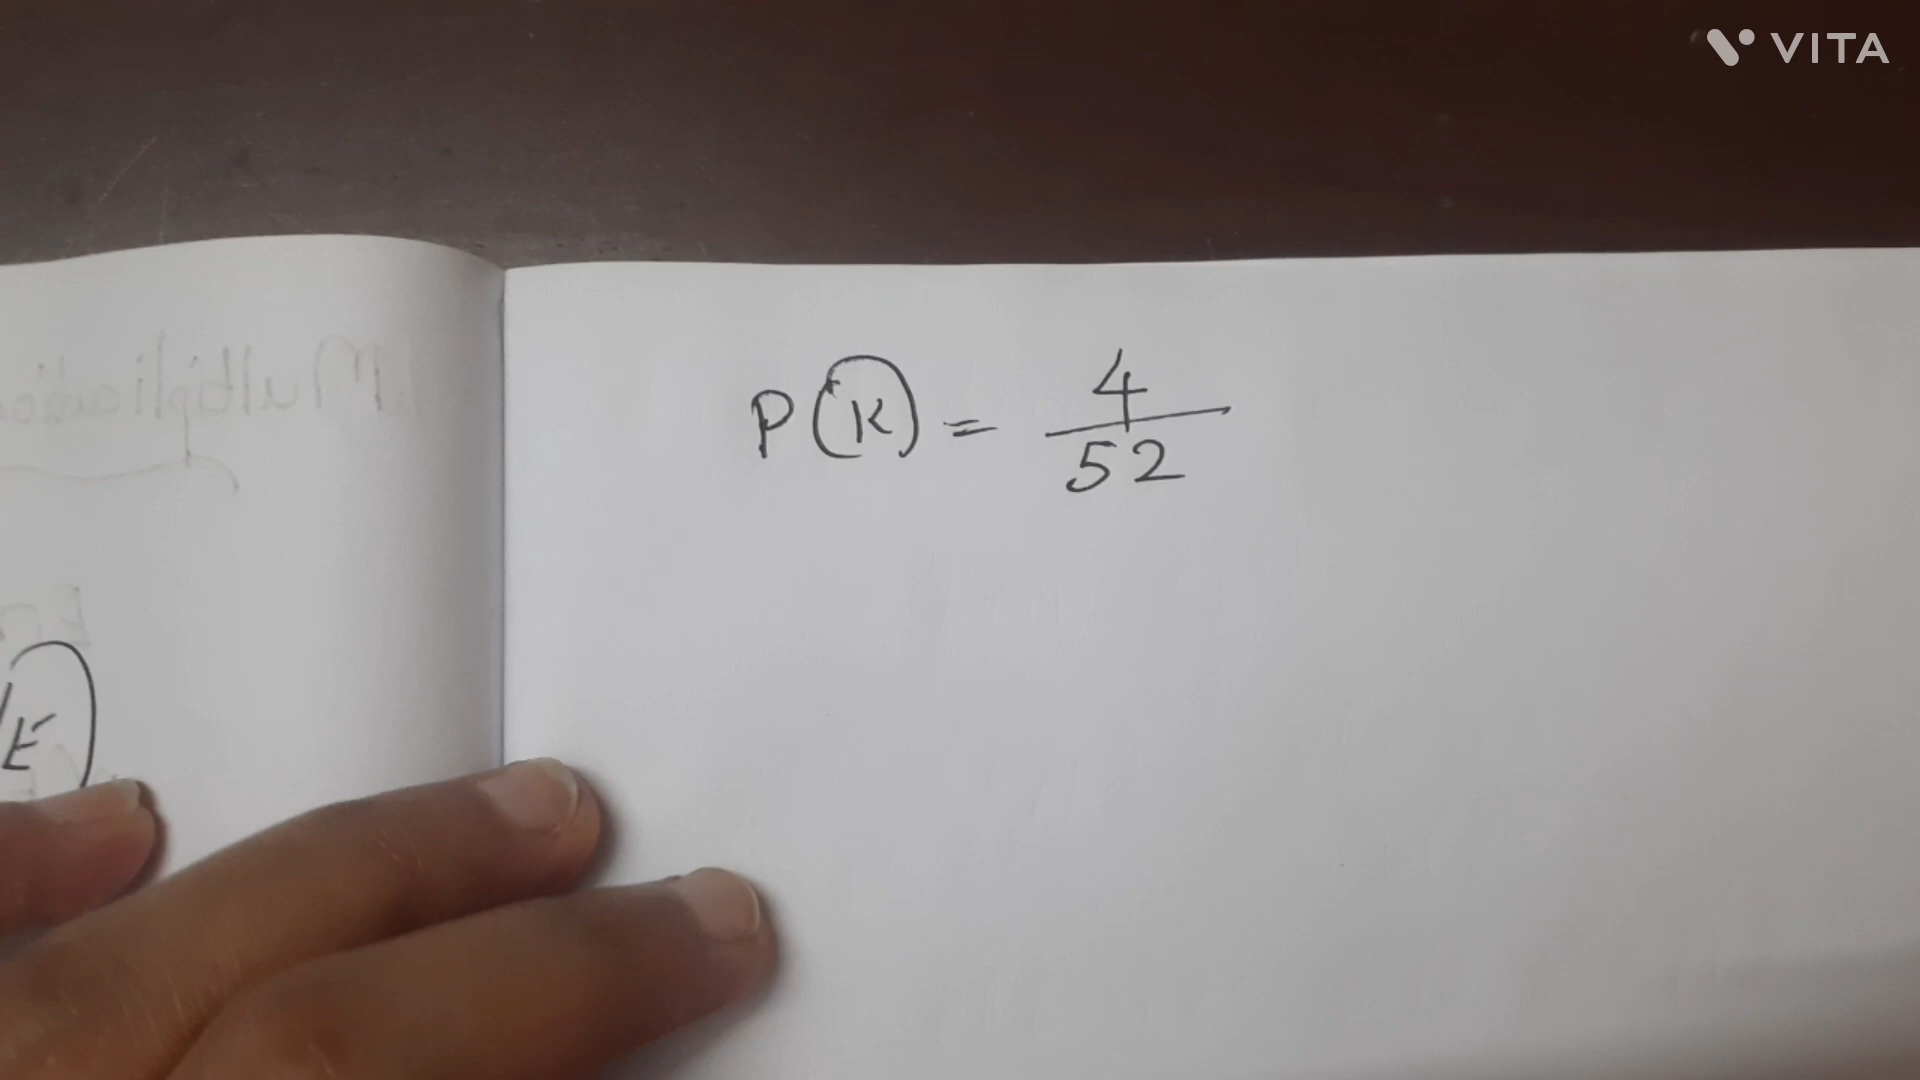 VITA
P(K) = 4/52
E)